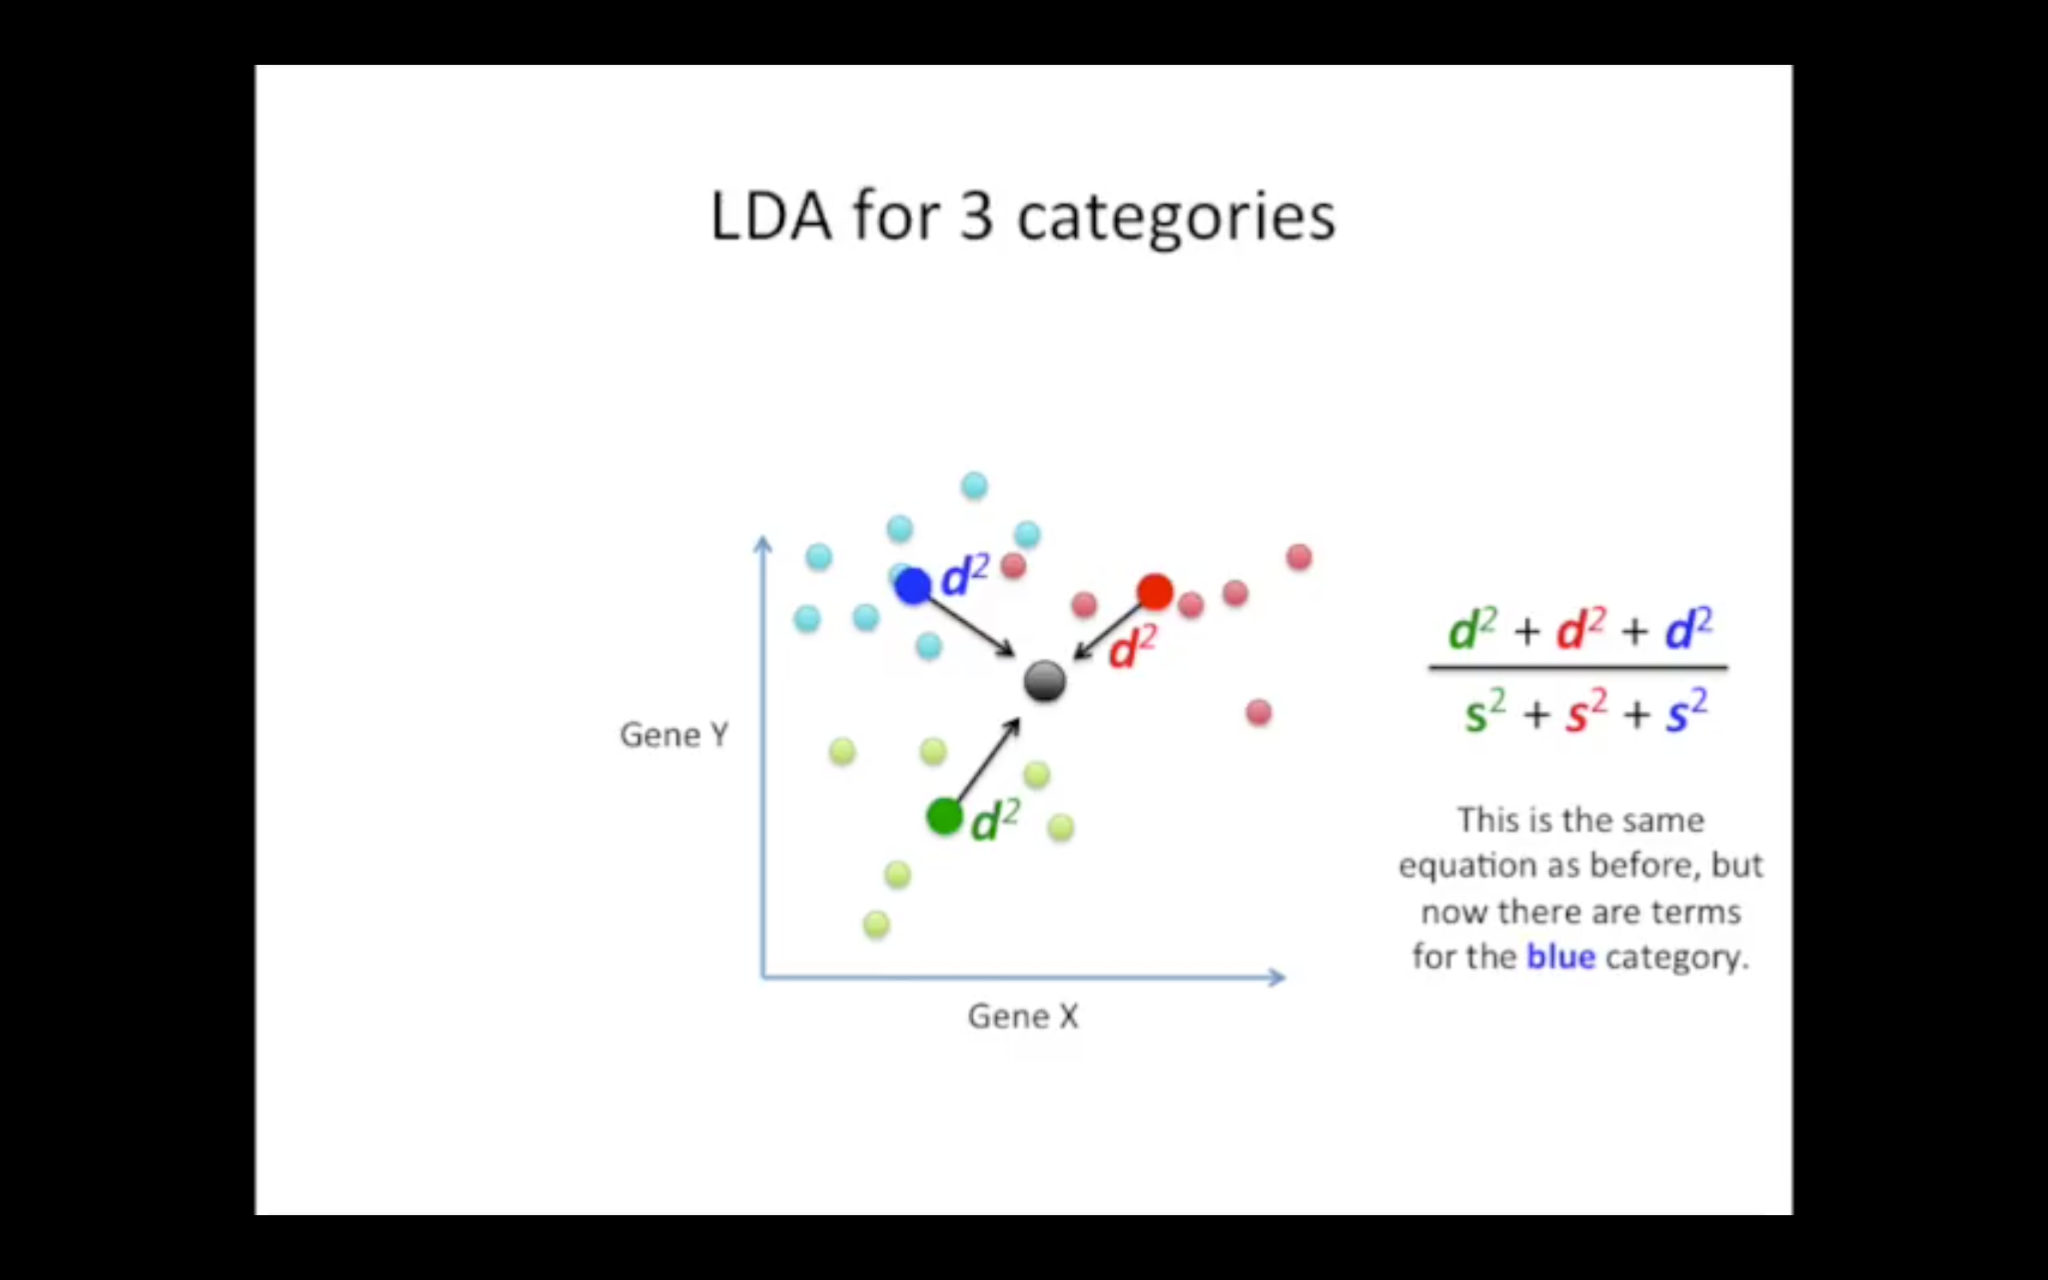 LDA for 3 categories
d²
d²
d² + d² + d²
s² + s² + s²
Gene Y
d²
This is the same
equation as before, but
now there are terms
for the blue category.
Gene X